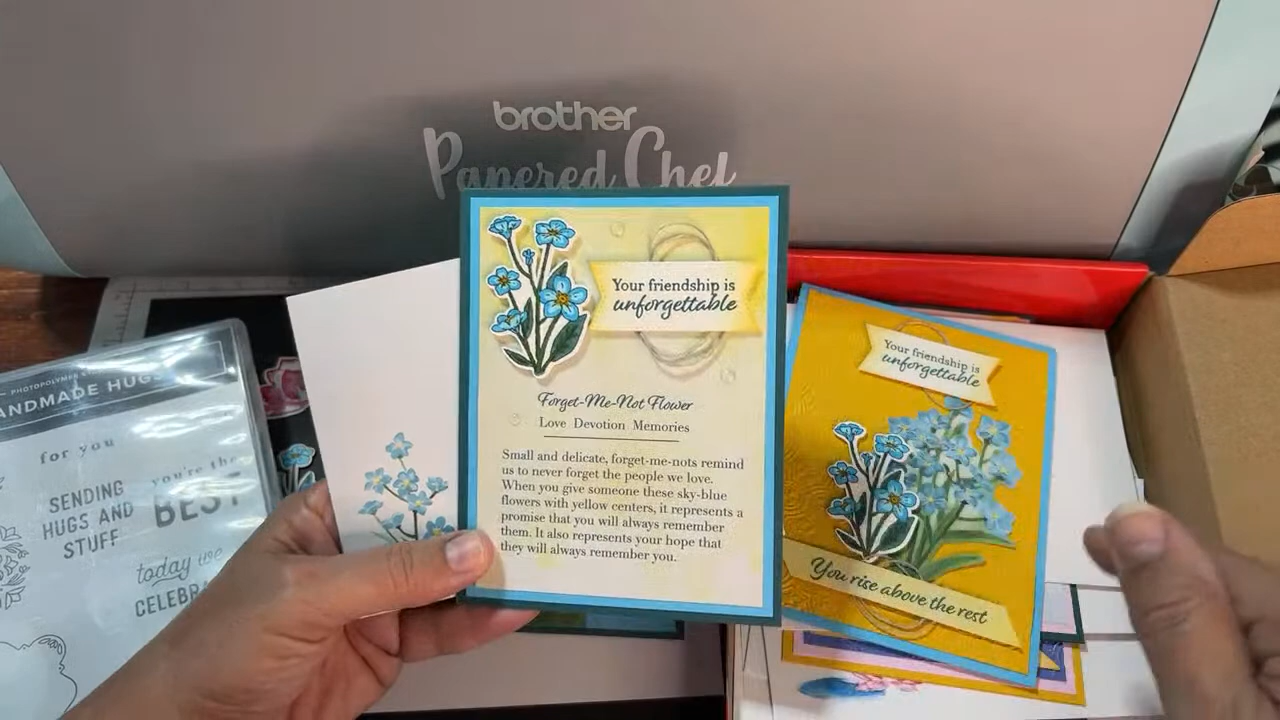 brother
Papered Chef
Your friendship is
unforgettable
Forget-Me-Not Flower
Love Devotion Memories
Small and delicate, forget-me-nots remind
us to never forget the people we love.
When you give someone these sky-blue
flowers with yellow centers, it represents a
promise that you will always remember
them. It also represents your hope that
they will always remember you.
Your friendship is
unforgettable
You rise above the rest
PHOTOPOLYMER
ANDMADE HUGS
for you
SENDING
HUGS AND
STUFF
you're the
BEST
today we
CELEBRA